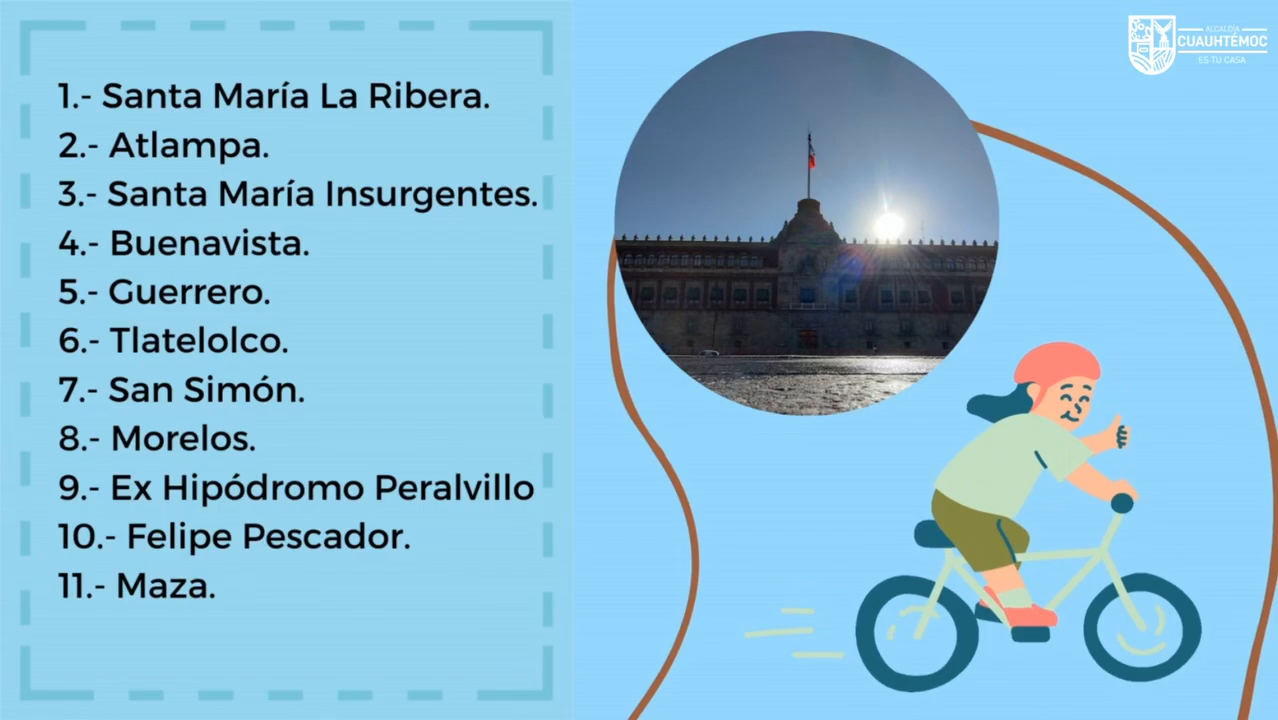 1.- Santa María La Ribera.
2.- Atlampa.
3.- Santa María Insurgentes.
4.- Buenavista.
5.- Guerrero.
6.- Tlatelolco.
7.- San Simón.
8.- Morelos.
9.- Ex Hipódromo Peralvillo
10.- Felipe Pescador.
11.- Maza.
ALCALDÍA
CUAUHTÉMOC
ES TU CASA